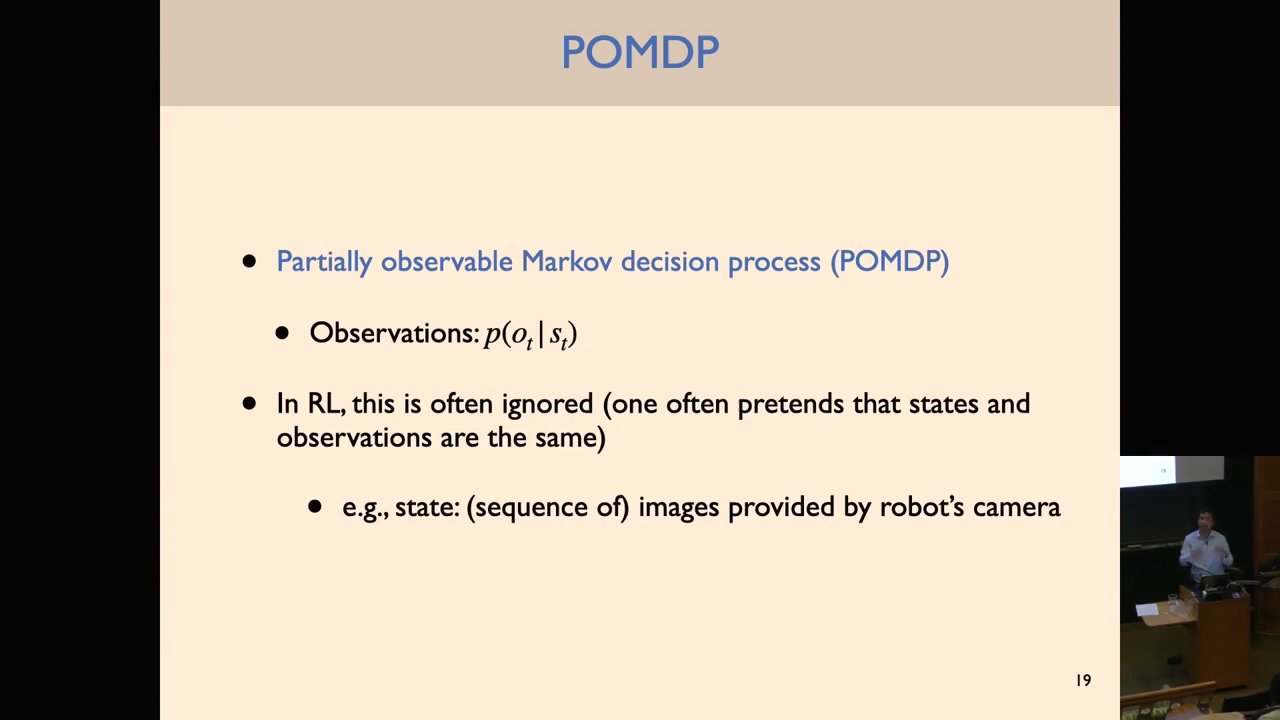 POMDP
• Partially observable Markov decision process (POMDP)
• Observations: p(o_t | s_t)
• In RL, this is often ignored (one often pretends that states and
observations are the same)
• e.g., state: (sequence of) images provided by robot's camera
19